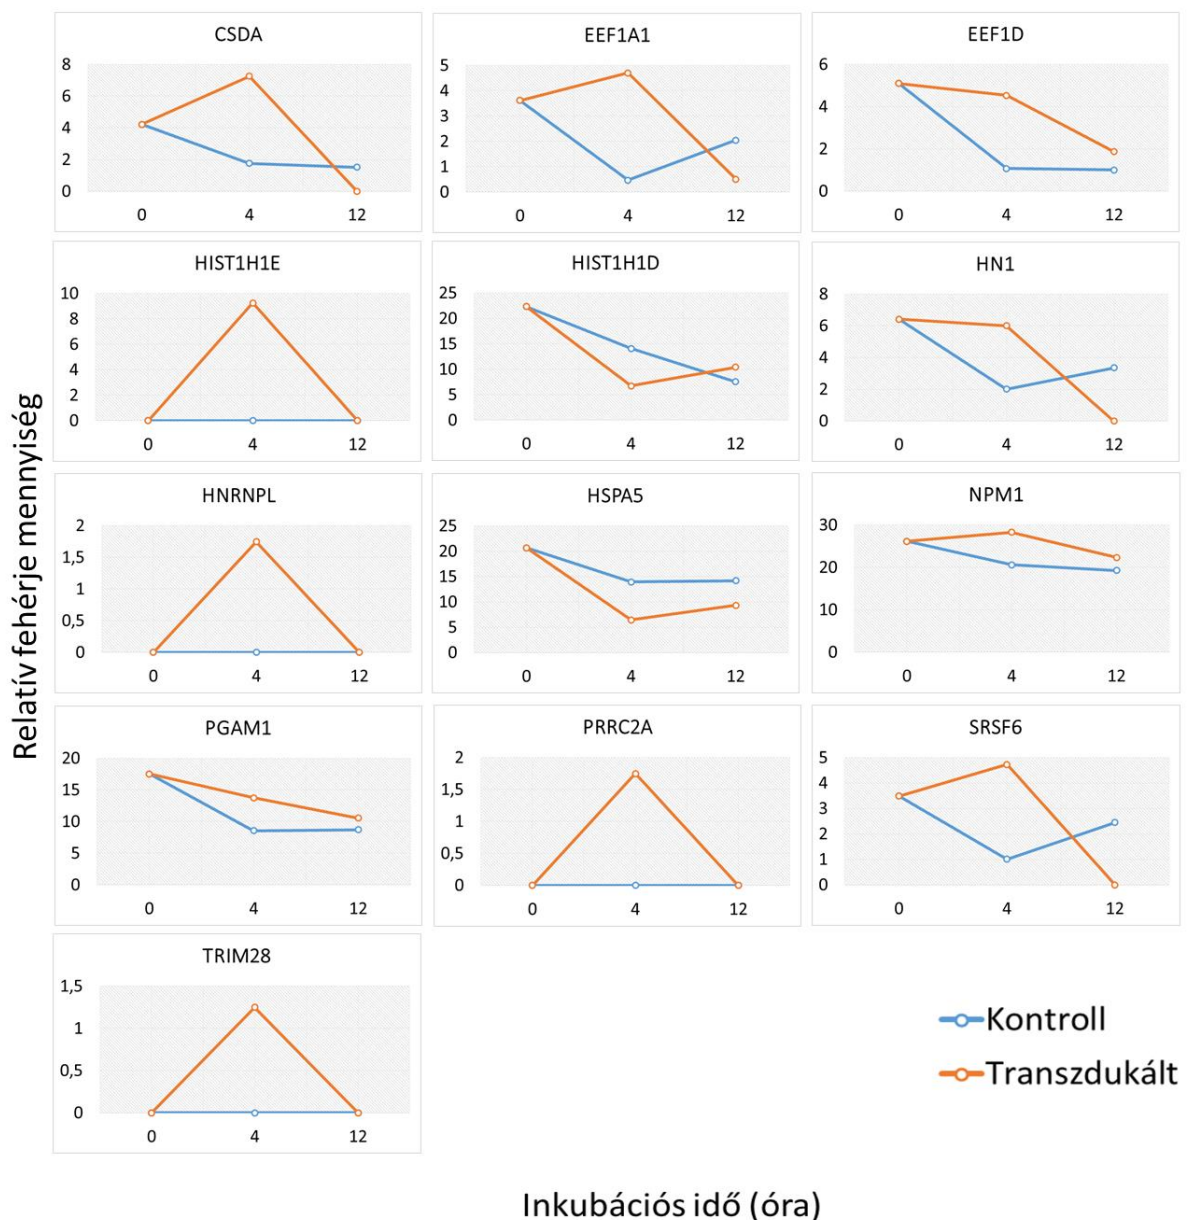 Relatív fehérje mennyiség
CSDA
8
6
4
2
0
0 4 12
EEF1A1
5
4
3
2
1
0
0 4 12
EEF1D
6
4
2
0
0 4 12
HIST1H1E
10
8
6
4
2
0
0 4 12
HIST1H1D
25
20
15
10
5
0
0 4 12
HN1
8
6
4
2
0
0 4 12
HNRNPL
2
1,5
1
0,5
0
0 4 12
HSPA5
25
20
15
10
5
0
0 4 12
NPM1
30
20
10
0
0 4 12
PGAM1
20
15
10
5
0
0 4 12
PRRC2A
2
1,5
1
0,5
0
0 4 12
SRSF6
5
4
3
2
1
0
0 4 12
TRIM28
1,5
1
0,5
0
0 4 12
Kontroll
Transzdukált
Inkubációs idő (óra)